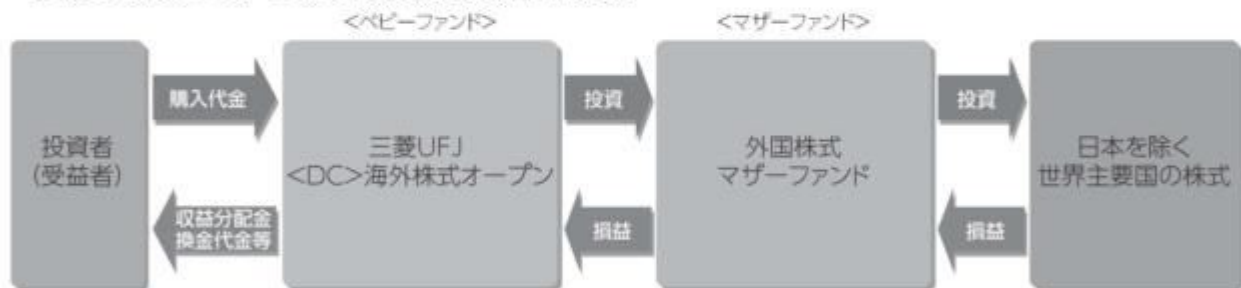 <ベビーファンド>
<マザーファンド>
購入代金
投資
投資
投資者
(受益者)
三菱UFJ
<DC>海外株式オープン
外国株式
マザーファンド
日本を除く
世界主要国の株式
収益分配金
換金代金等
損益
損益